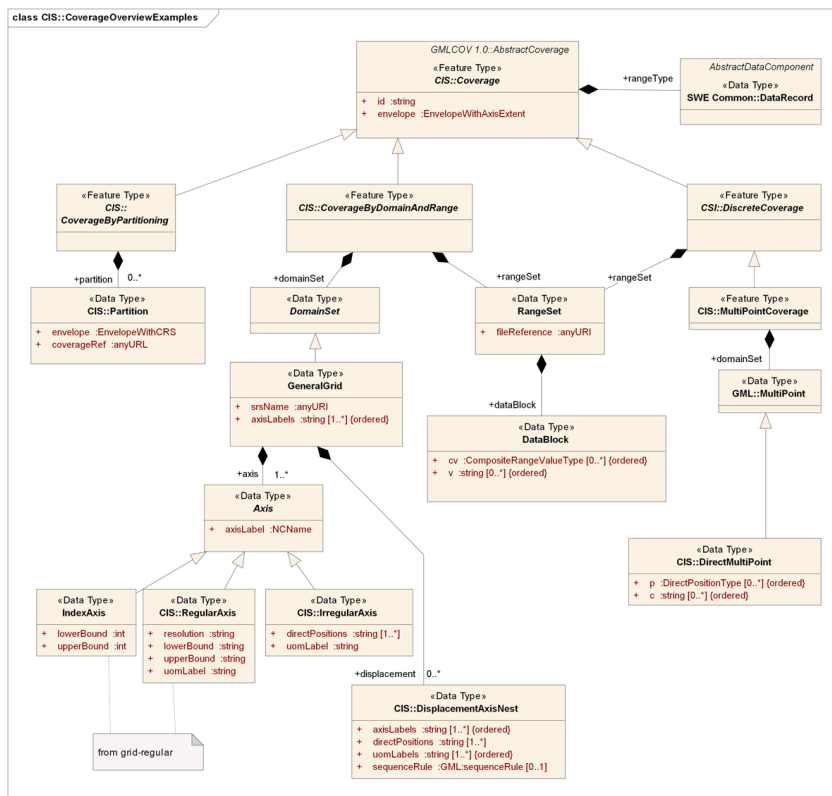 class CIS::CoverageOverviewExamples
GMLCOV 1.0::AbstractCoverage
«Feature Type»
CIS::Coverage
+ id :string
+ envelope :EnvelopeWithAxisExtent
+rangeType
AbstractDataComponent
«Data Type»
SWE Common::DataRecord
«Feature Type»
CIS::
CoverageByPartitioning
«Feature Type»
CIS::CoverageByDomainAndRange
«Feature Type»
CSI::DiscreteCoverage
+partition 0..*
+domainSet
+rangeSet
+rangeSet
«Data Type»
CIS::Partition
+ envelope :EnvelopeWithCRS
+ coverageRef :anyURL
«Data Type»
DomainSet
«Data Type»
RangeSet
+ fileReference :anyURI
«Feature Type»
CIS::MultiPointCoverage
+domainSet
«Data Type»
GeneralGrid
+ srsName :anyURI
+ axisLabels :string [1..*] {ordered}
«Data Type»
GML::MultiPoint
+dataBlock
«Data Type»
DataBlock
+ cv :CompositeRangeValueType [0..*] {ordered}
+ v :string [0..*] {ordered}
+axis 1..*
«Data Type»
Axis
+ axisLabel :NCName
«Data Type»
CIS::DirectMultiPoint
+ p :DirectPositionType [0..*] {ordered}
+ c :string [0..*] {ordered}
«Data Type»
IndexAxis
+ lowerBound :int
+ upperBound :int
«Data Type»
CIS::RegularAxis
+ resolution :string
+ lowerBound :string
+ upperBound :string
+ uomLabel :string
«Data Type»
CIS::IrregularAxis
+ directPositions :string [1..*]
+ uomLabel :string
+displacement 0..*
«Data Type»
CIS::DisplacementAxisNest
+ axisLabels :string [1..*] {ordered}
+ directPositions :string [1..*]
+ uomLabels :string [1..*] {ordered}
+ sequenceRule :GML:sequenceRule [0..1]
from grid-regular